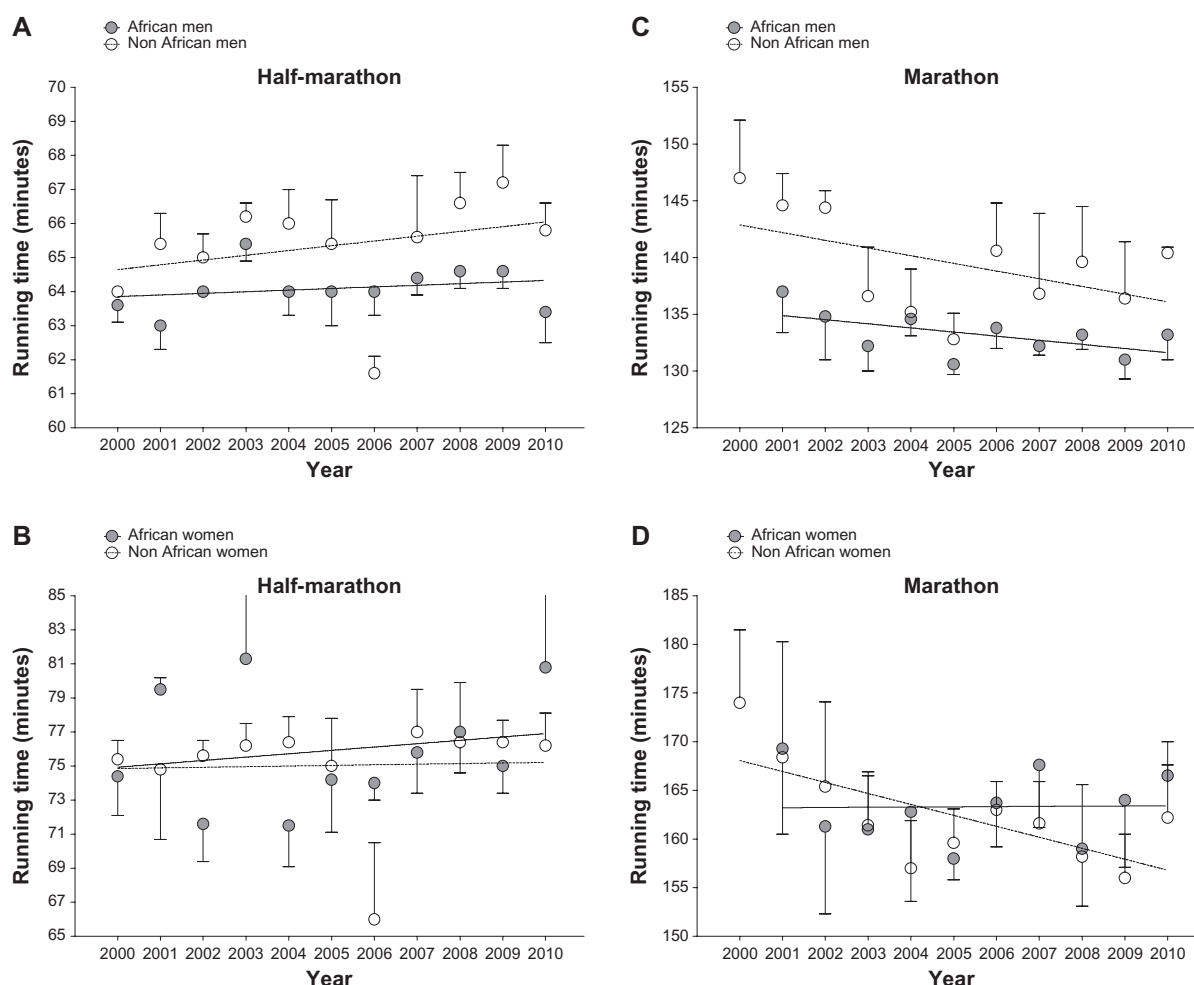 A
African men
Non African men
Half-marathon
Running time (minutes)
70
69
68
67
66
65
64
63
62
61
60
2000 2001 2002 2003 2004 2005 2006 2007 2008 2009 2010
Year
C
African men
Non African men
Marathon
Running time (minutes)
155
150
145
140
135
130
125
2000 2001 2002 2003 2004 2005 2006 2007 2008 2009 2010
Year
B
African women
Non African women
Half-marathon
Running time (minutes)
85
83
81
79
77
75
73
71
69
67
65
2000 2001 2002 2003 2004 2005 2006 2007 2008 2009 2010
Year
D
African women
Non African women
Marathon
Running time (minutes)
185
180
175
170
165
160
155
150
2000 2001 2002 2003 2004 2005 2006 2007 2008 2009 2010
Year